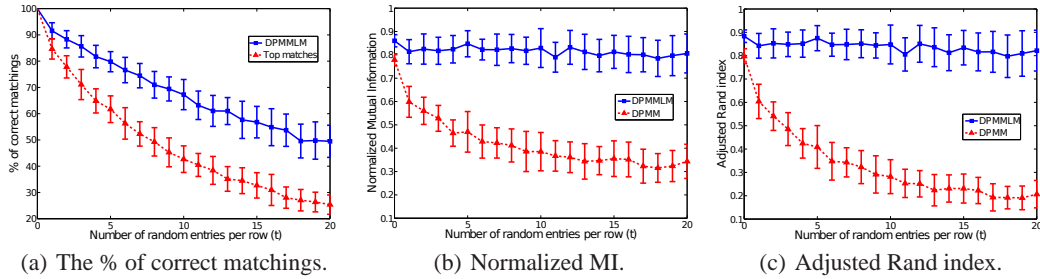 100
90
80
70
60
50
40
30
20
% of correct matchings
DPMMLM
Top matches
0
5
10
15
20
Number of random entries per row (t)
(a) The % of correct matchings.
1
0.9
0.8
0.7
0.6
0.5
0.4
0.3
0.2
0.1
Normalized Mutual Information
DPMMLM
DPMM
0
5
10
15
20
Number of random entries per row (t)
(b) Normalized MI.
1
0.9
0.8
0.7
0.6
0.5
0.4
0.3
0.2
0.1
Adjusted Rand index
DPMMLM
DPMM
0
5
10
15
20
Number of random entries per row (t)
(c) Adjusted Rand index.